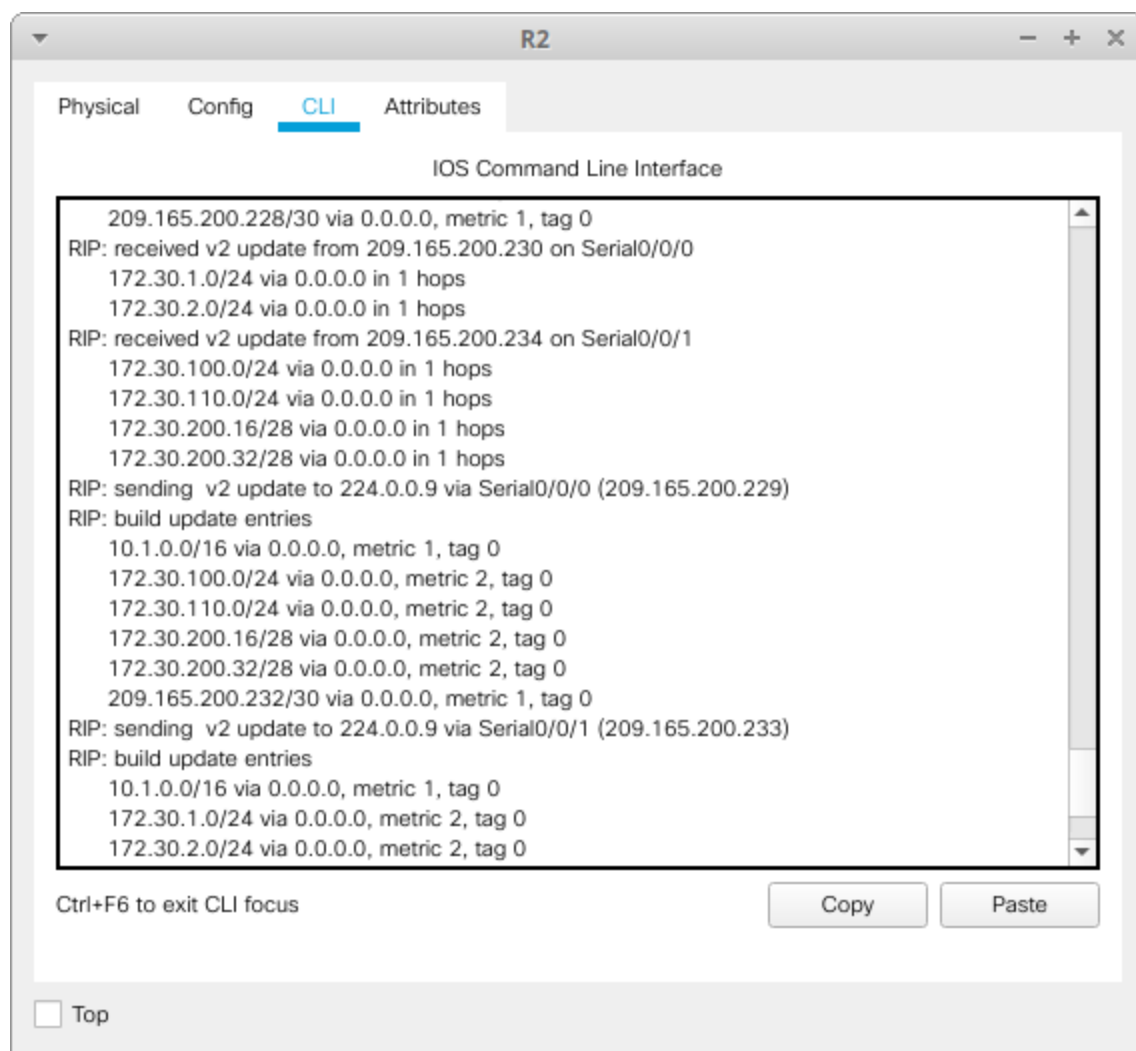 R2
Physical Config CLI Attributes
IOS Command Line Interface
209.165.200.228/30 via 0.0.0.0, metric 1, tag 0
RIP: received v2 update from 209.165.200.230 on Serial0/0/0
172.30.1.0/24 via 0.0.0.0 in 1 hops
172.30.2.0/24 via 0.0.0.0 in 1 hops
RIP: received v2 update from 209.165.200.234 on Serial0/0/1
172.30.100.0/24 via 0.0.0.0 in 1 hops
172.30.110.0/24 via 0.0.0.0 in 1 hops
172.30.200.16/28 via 0.0.0.0 in 1 hops
172.30.200.32/28 via 0.0.0.0 in 1 hops
RIP: sending  v2 update to 224.0.0.9 via Serial0/0/0 (209.165.200.229)
RIP: build update entries
10.1.0.0/16 via 0.0.0.0, metric 1, tag 0
172.30.100.0/24 via 0.0.0.0, metric 2, tag 0
172.30.110.0/24 via 0.0.0.0, metric 2, tag 0
172.30.200.16/28 via 0.0.0.0, metric 2, tag 0
172.30.200.32/28 via 0.0.0.0, metric 2, tag 0
209.165.200.232/30 via 0.0.0.0, metric 1, tag 0
RIP: sending  v2 update to 224.0.0.9 via Serial0/0/1 (209.165.200.233)
RIP: build update entries
10.1.0.0/16 via 0.0.0.0, metric 1, tag 0
172.30.1.0/24 via 0.0.0.0, metric 2, tag 0
172.30.2.0/24 via 0.0.0.0, metric 2, tag 0
Ctrl+F6 to exit CLI focus
Copy Paste
Top